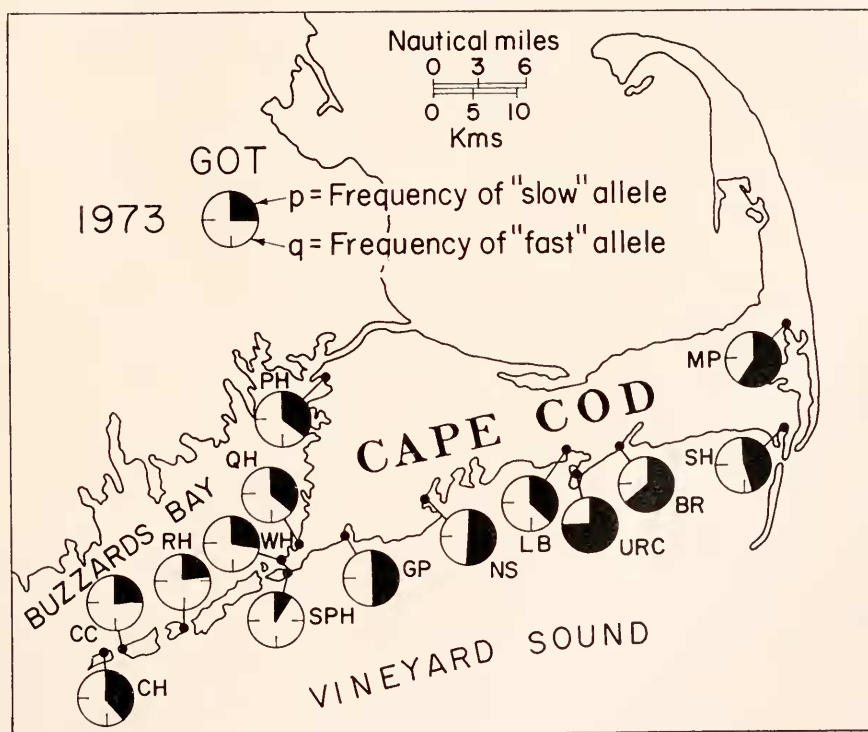 Nautical miles
0 3 6
0 5 10
Kms
GOT
1973
p = Frequency of "slow" allele
q = Frequency of "fast" allele
MP
PH
CAPE COD
QH
SH
BUZZARDS BAY
WH
BR
RH
LB
URC
NS
GP
SPH
CC
VINEYARD SOUND
CH